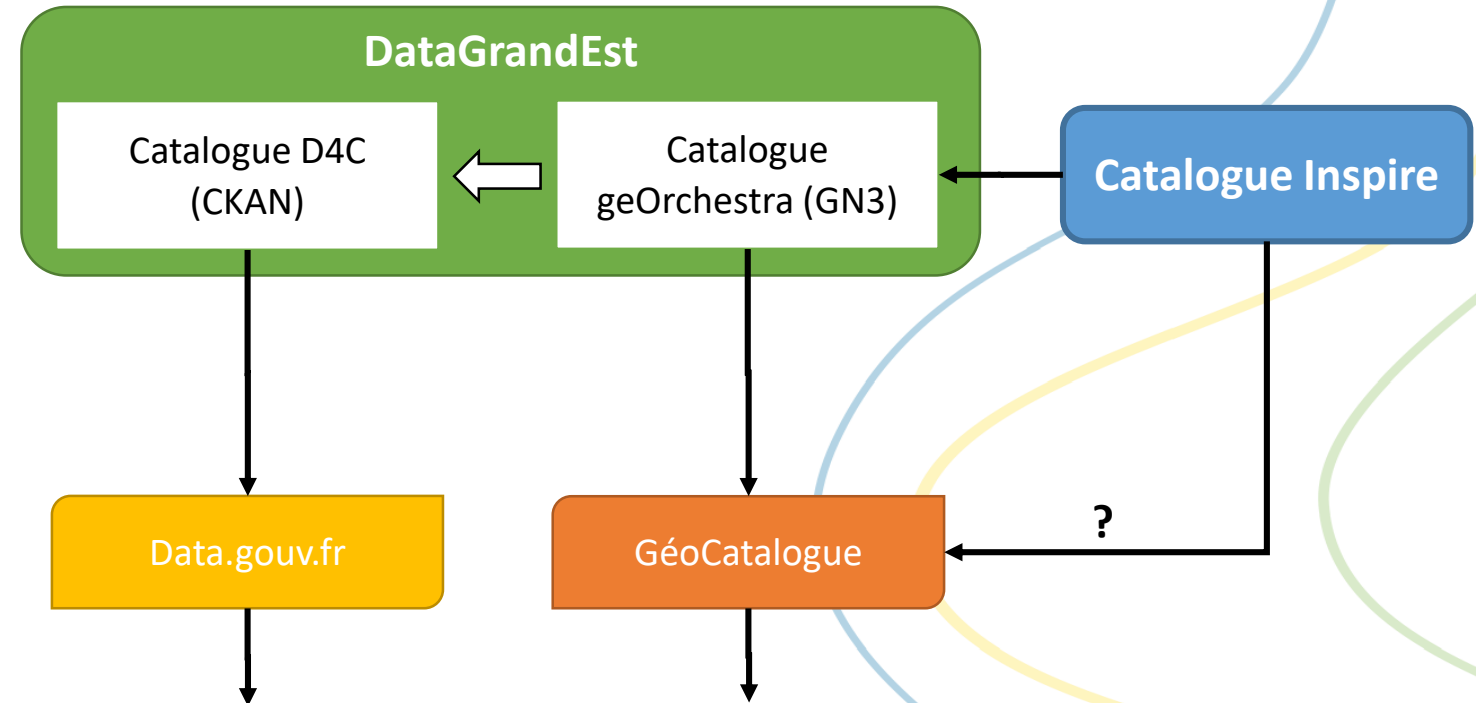 DataGrandEst
Catalogue D4C
(CKAN)
Catalogue
geOrchestra (GN3)
Catalogue Inspire
Data.gouv.fr
GéoCatalogue
?